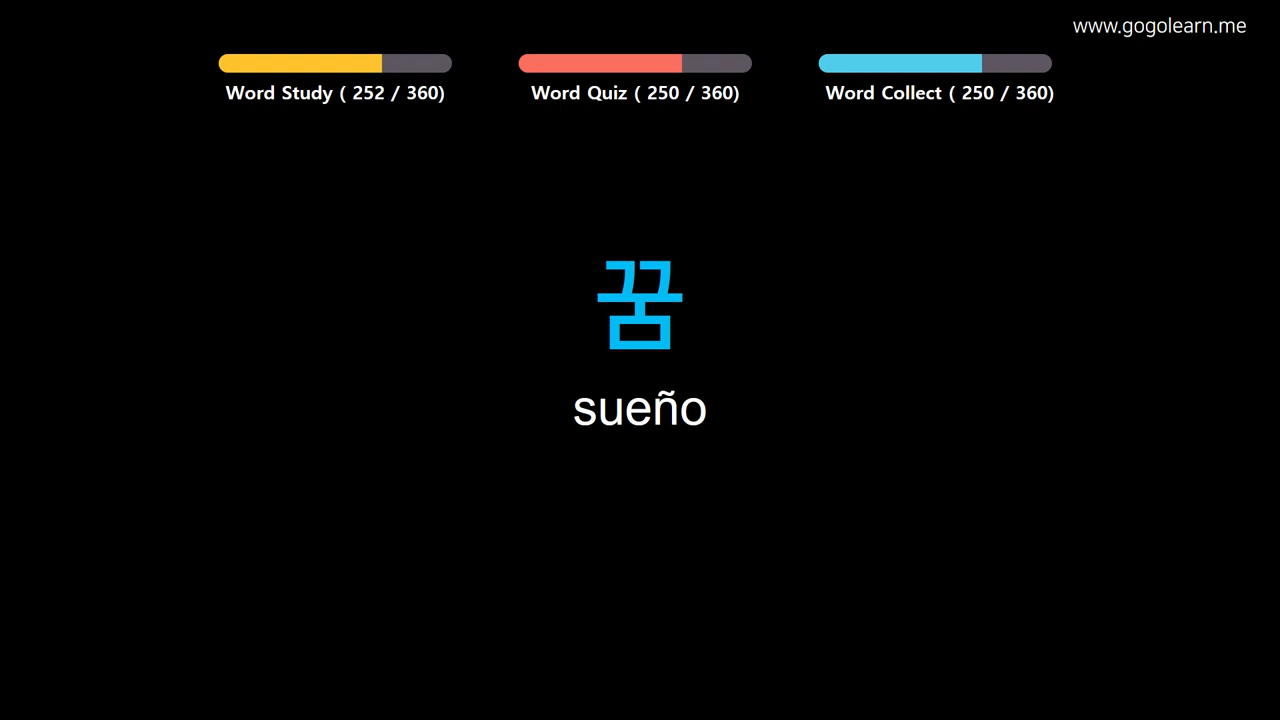 www.gogolearn.me
Word Study ( 252 / 360)
Word Quiz ( 250 / 360)
Word Collect ( 250 / 360)
꿈
sueño